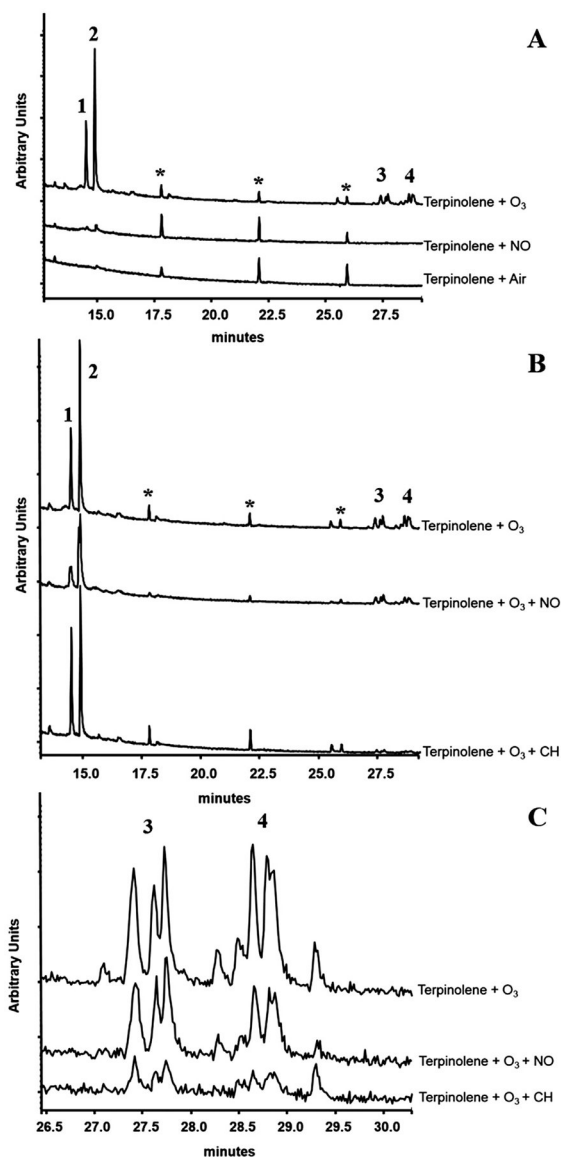 A
2
1
* * * 3 4
Arbitrary Units
Terpinolene + O3
Terpinolene + NO
Terpinolene + Air
15.0 17.5 20.0 22.5 25.0 27.5
minutes
B
2
1
* * * 3 4
Arbitrary Units
Terpinolene + O3
Terpinolene + O3 + NO
Terpinolene + O3 + CH
15.0 17.5 20.0 22.5 25.0 27.5
minutes
C
3 4
Arbitrary Units
Terpinolene + O3
Terpinolene + O3 + NO
Terpinolene + O3 + CH
26.5 27.0 27.5 28.0 28.5 29.0 29.5 30.0
minutes